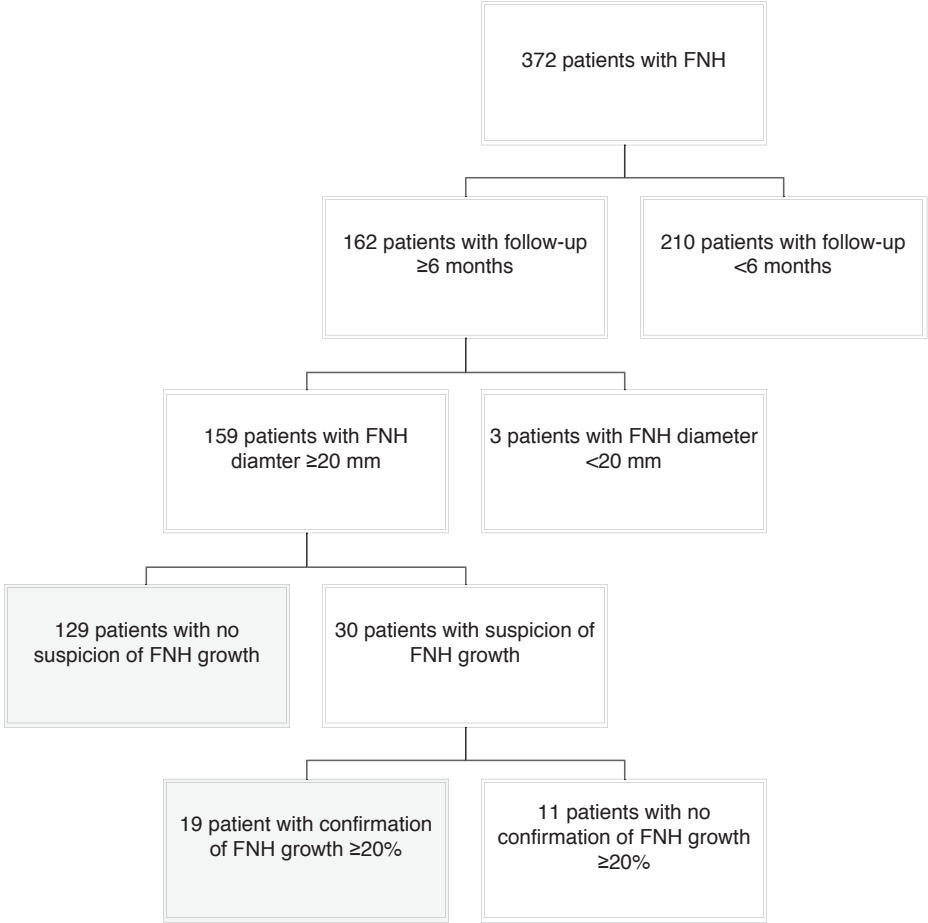 372 patients with FNH
162 patients with follow-up
≥6 months
210 patients with follow-up
<6 months
159 patients with FNH
diamter ≥20 mm
3 patients with FNH diameter
<20 mm
129 patients with no
suspicion of FNH growth
30 patients with suspicion of
FNH growth
19 patient with confirmation
of FNH growth ≥20%
11 patients with no
confirmation of FNH growth
≥20%